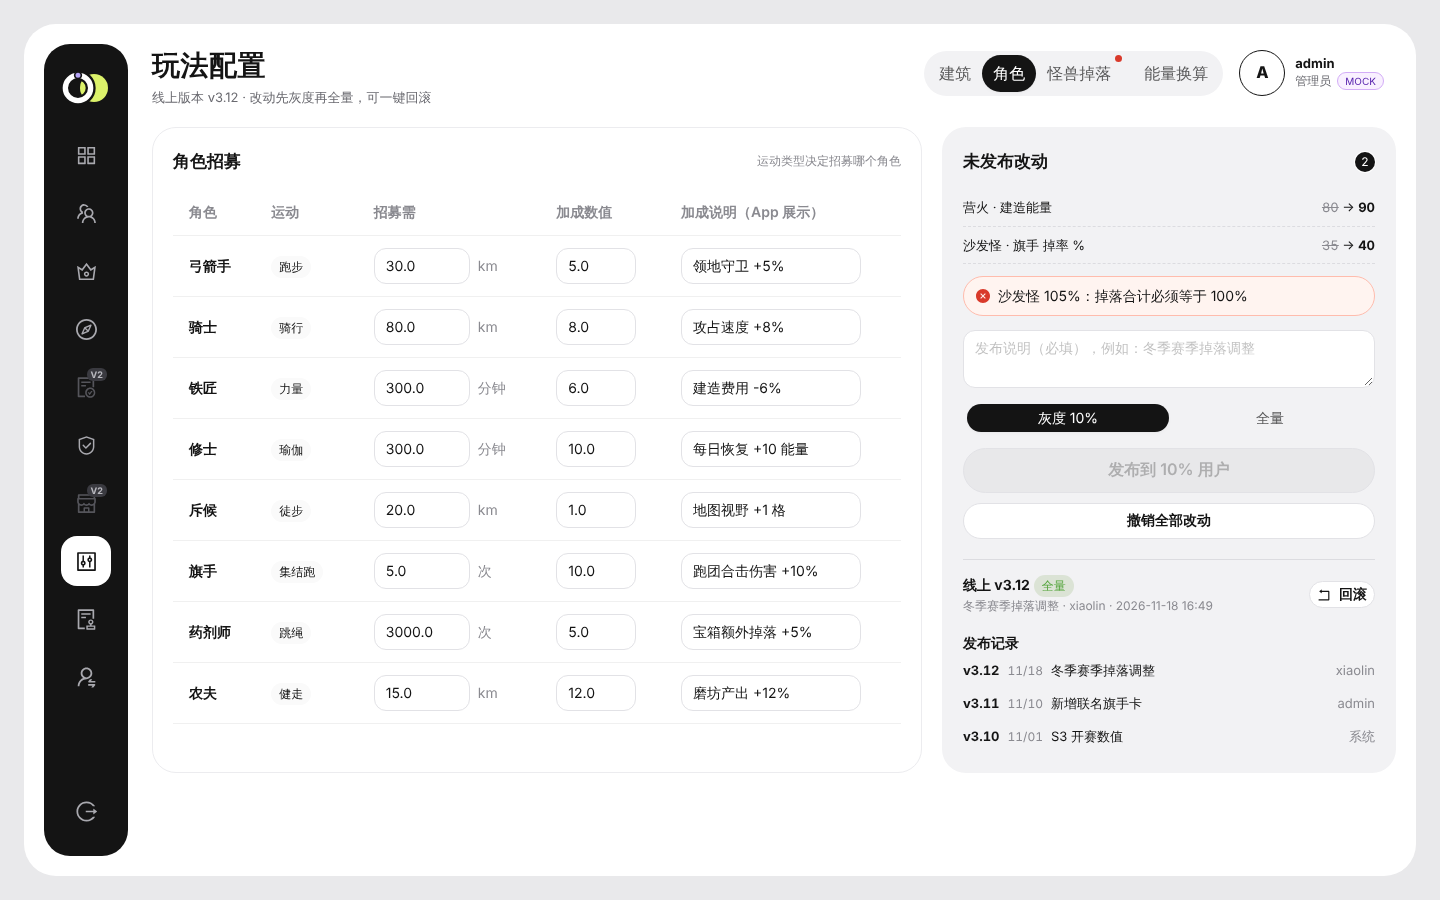 玩法配置
线上版本 v3.12 · 改动先灰度再全量，可一键回滚
建筑 角色 怪兽掉落 能量换算
A
admin
管理员 MOCK
V2
V2
角色招募
运动类型决定招募哪个角色
角色 运动 招募需 加成数值 加成说明（App 展示）
弓箭手 跑步 30.0 km 5.0 领地守卫 +5%
骑士 骑行 80.0 km 8.0 攻占速度 +8%
铁匠 力量 300.0 分钟 6.0 建造费用 -6%
修士 瑜伽 300.0 分钟 10.0 每日恢复 +10 能量
斥候 徒步 20.0 km 1.0 地图视野 +1 格
旗手 集结跑 5.0 次 10.0 跑团合击伤害 +10%
药剂师 跳绳 3000.0 次 5.0 宝箱额外掉落 +5%
农夫 健走 15.0 km 12.0 磨坊产出 +12%
未发布改动 2
营火 · 建造能量 80 → 90
沙发怪 · 旗手 掉率 % 35 → 40
沙发怪 105%：掉落合计必须等于 100%
发布说明（必填），例如：冬季赛季掉落调整
灰度 10% 全量
发布到 10% 用户
撤销全部改动
线上 v3.12 全量
冬季赛季掉落调整 · xiaolin · 2026-11-18 16:49
回滚
发布记录
v3.12 11/18 冬季赛季掉落调整 xiaolin
v3.11 11/10 新增联名旗手卡 admin
v3.10 11/01 S3 开赛数值 系统